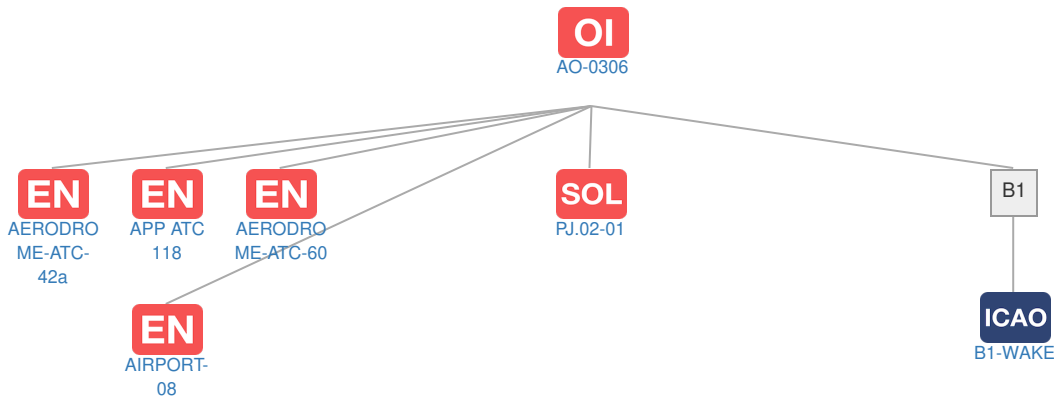 OI
AO-0306
EN
AERODRO
ME-ATC-
42a
EN
APP ATC
118
EN
AERODRO
ME-ATC-60
SOL
PJ.02-01
B1
EN
AIRPORT-
08
ICAO
B1-WAKE